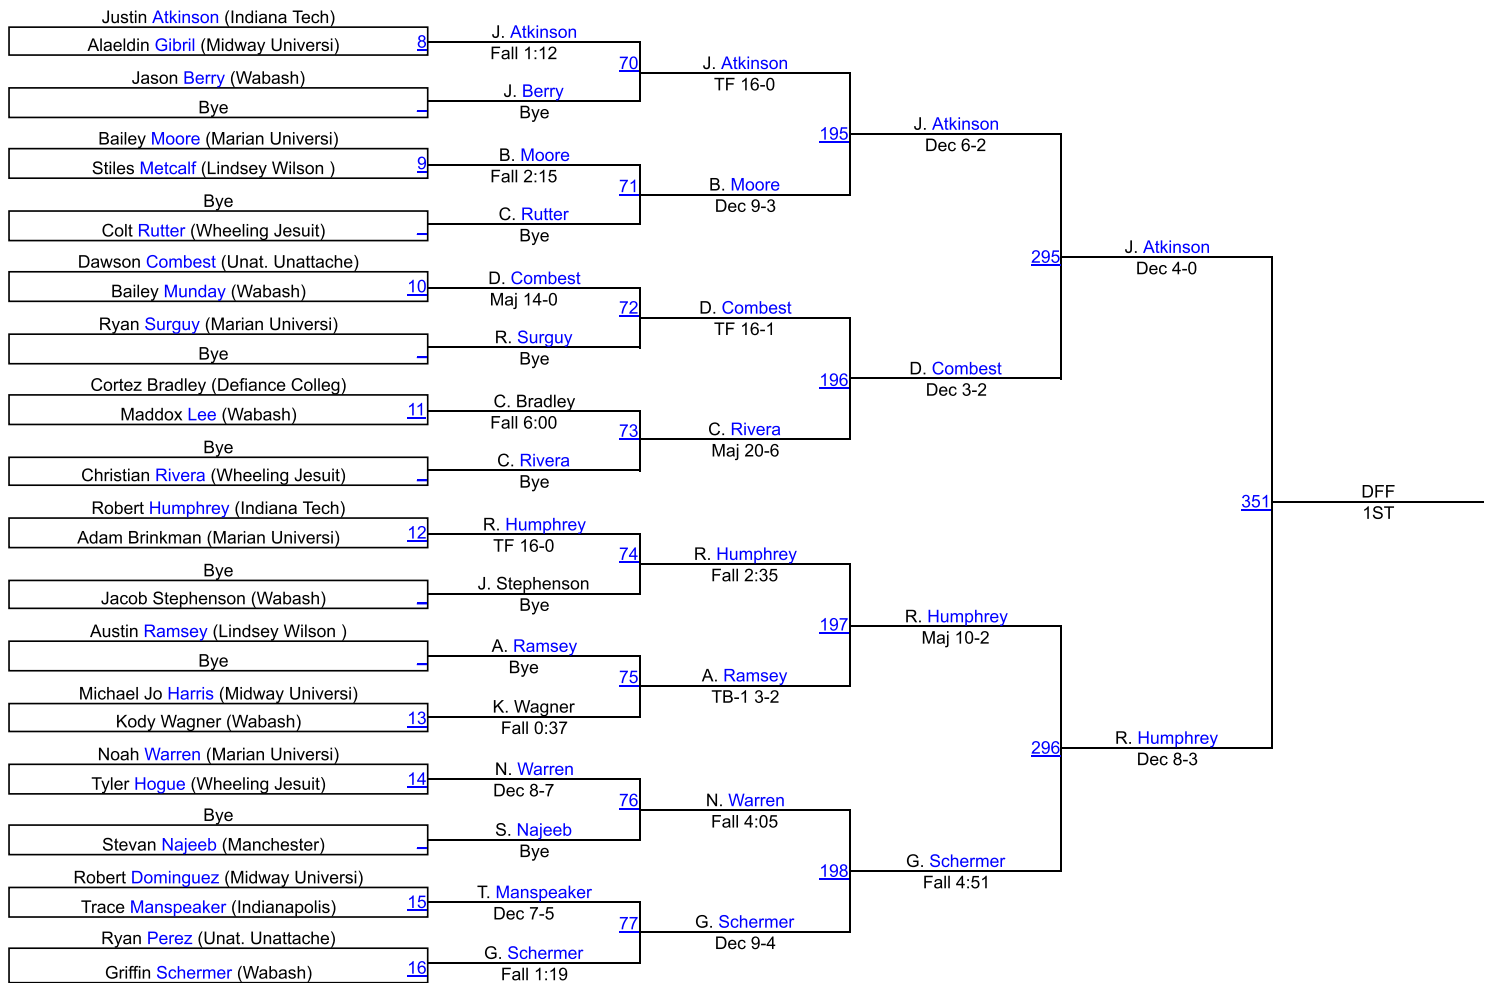 Justin Atkinson (Indiana Tech)
Alaeldin Gibril (Midway Universi)
8
Jason Berry (Wabash)
Bye
Bailey Moore (Marian Universi)
Stiles Metcalf (Lindsey Wilson )
9
Bye
Colt Rutter (Wheeling Jesuit)
Dawson Combest (Unat. Unattache)
Bailey Munday (Wabash)
10
Ryan Surguy (Marian Universi)
Bye
Cortez Bradley (Defiance Colleg)
Maddox Lee (Wabash)
11
Bye
Christian Rivera (Wheeling Jesuit)
Robert Humphrey (Indiana Tech)
Adam Brinkman (Marian Universi)
12
Bye
Jacob Stephenson (Wabash)
Austin Ramsey (Lindsey Wilson )
Bye
Michael Jo Harris (Midway Universi)
Kody Wagner (Wabash)
13
Noah Warren (Marian Universi)
Tyler Hogue (Wheeling Jesuit)
14
Bye
Stevan Najeeb (Manchester)
Robert Dominguez (Midway Universi)
Trace Manspeaker (Indianapolis)
15
Ryan Perez (Unat. Unattache)
Griffin Schermer (Wabash)
16
J. Atkinson
Fall 1:12
70
J. Berry
Bye
B. Moore
Fall 2:15
71
C. Rutter
Bye
D. Combest
Maj 14-0
72
R. Surguy
Bye
C. Bradley
Fall 6:00
73
C. Rivera
Bye
R. Humphrey
TF 16-0
74
J. Stephenson
Bye
A. Ramsey
Bye
75
K. Wagner
Fall 0:37
N. Warren
Dec 8-7
76
S. Najeeb
Bye
T. Manspeaker
Dec 7-5
77
G. Schermer
Fall 1:19
J. Atkinson
TF 16-0
195
B. Moore
Dec 9-3
D. Combest
TF 16-1
196
C. Rivera
Maj 20-6
R. Humphrey
Fall 2:35
197
A. Ramsey
TB-1 3-2
N. Warren
Fall 4:05
198
G. Schermer
Dec 9-4
J. Atkinson
Dec 6-2
295
D. Combest
Dec 3-2
R. Humphrey
Maj 10-2
296
G. Schermer
Fall 4:51
J. Atkinson
Dec 4-0
351
R. Humphrey
Dec 8-3
DFF
1ST